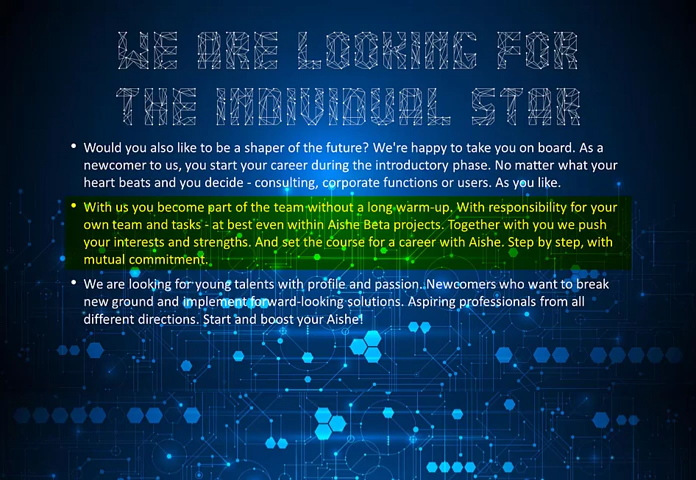 WE ARE LOOKING FOR
THE INDIVIDUAL STAR
• Would you also like to be a shaper of the future? We're happy to take you on board. As a
newcomer to us, you start your career during the introductory phase. No matter what your
heart beats and you decide - consulting, corporate functions or users. As you like.
• With us you become part of the team without a long warm-up. With responsibility for your
own team and tasks - at best even within Aishe Beta projects. Together with you we push
your interests and strengths. And set the course for a career with Aishe. Step by step, with
mutual commitment.
• We are looking for young talents with profile and passion. Newcomers who want to break
new ground and implement forward-looking solutions. Aspiring professionals from all
different directions. Start and boost your Aishe!